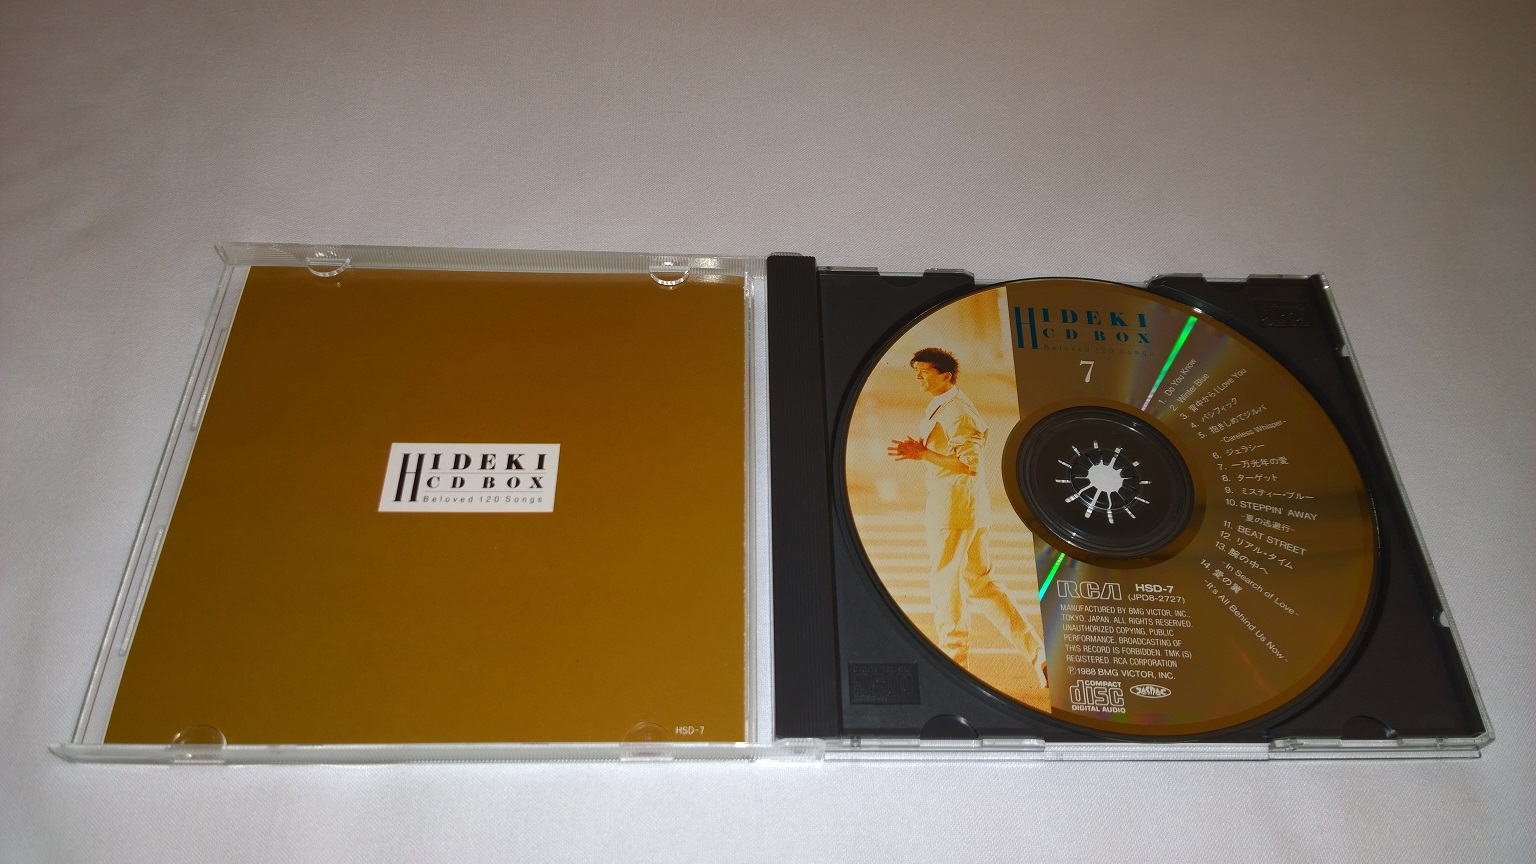 HIDEKI
CD BOX
Beloved 120 Songs
HSD-7
HIDEKI
CD BOX
Beloved 120 Songs
7
1. Do You Know
2. Winter Blue
3. 背中からI Love You
4. パシフィック
5. 抱きしめてジルバ
-Careless Whisper-
6. ジェラシー
7. 一万光年の愛
8. ターゲット
9. ミスティー・ブルー
10. STEPPIN' AWAY
-夏の逃避行-
11. BEAT STREET
12. リアル・タイム
13. 腕の中へ
-In Search of Love-
14. 愛の翼
-It's All Behind Us Now-
RCA
HSD-7
(JPD8-2727)
MANUFACTURED BY BMG VICTOR, INC.,
TOKYO, JAPAN. ALL RIGHTS RESERVED.
UNAUTHORIZED COPYING, PUBLIC
PERFORMANCE, BROADCASTING OF
THIS RECORD IS FORBIDDEN. TMK (S)
REGISTERED. RCA CORPORATION
℗1988 BMG VICTOR, INC.
COMPACT
disc
DIGITAL AUDIO